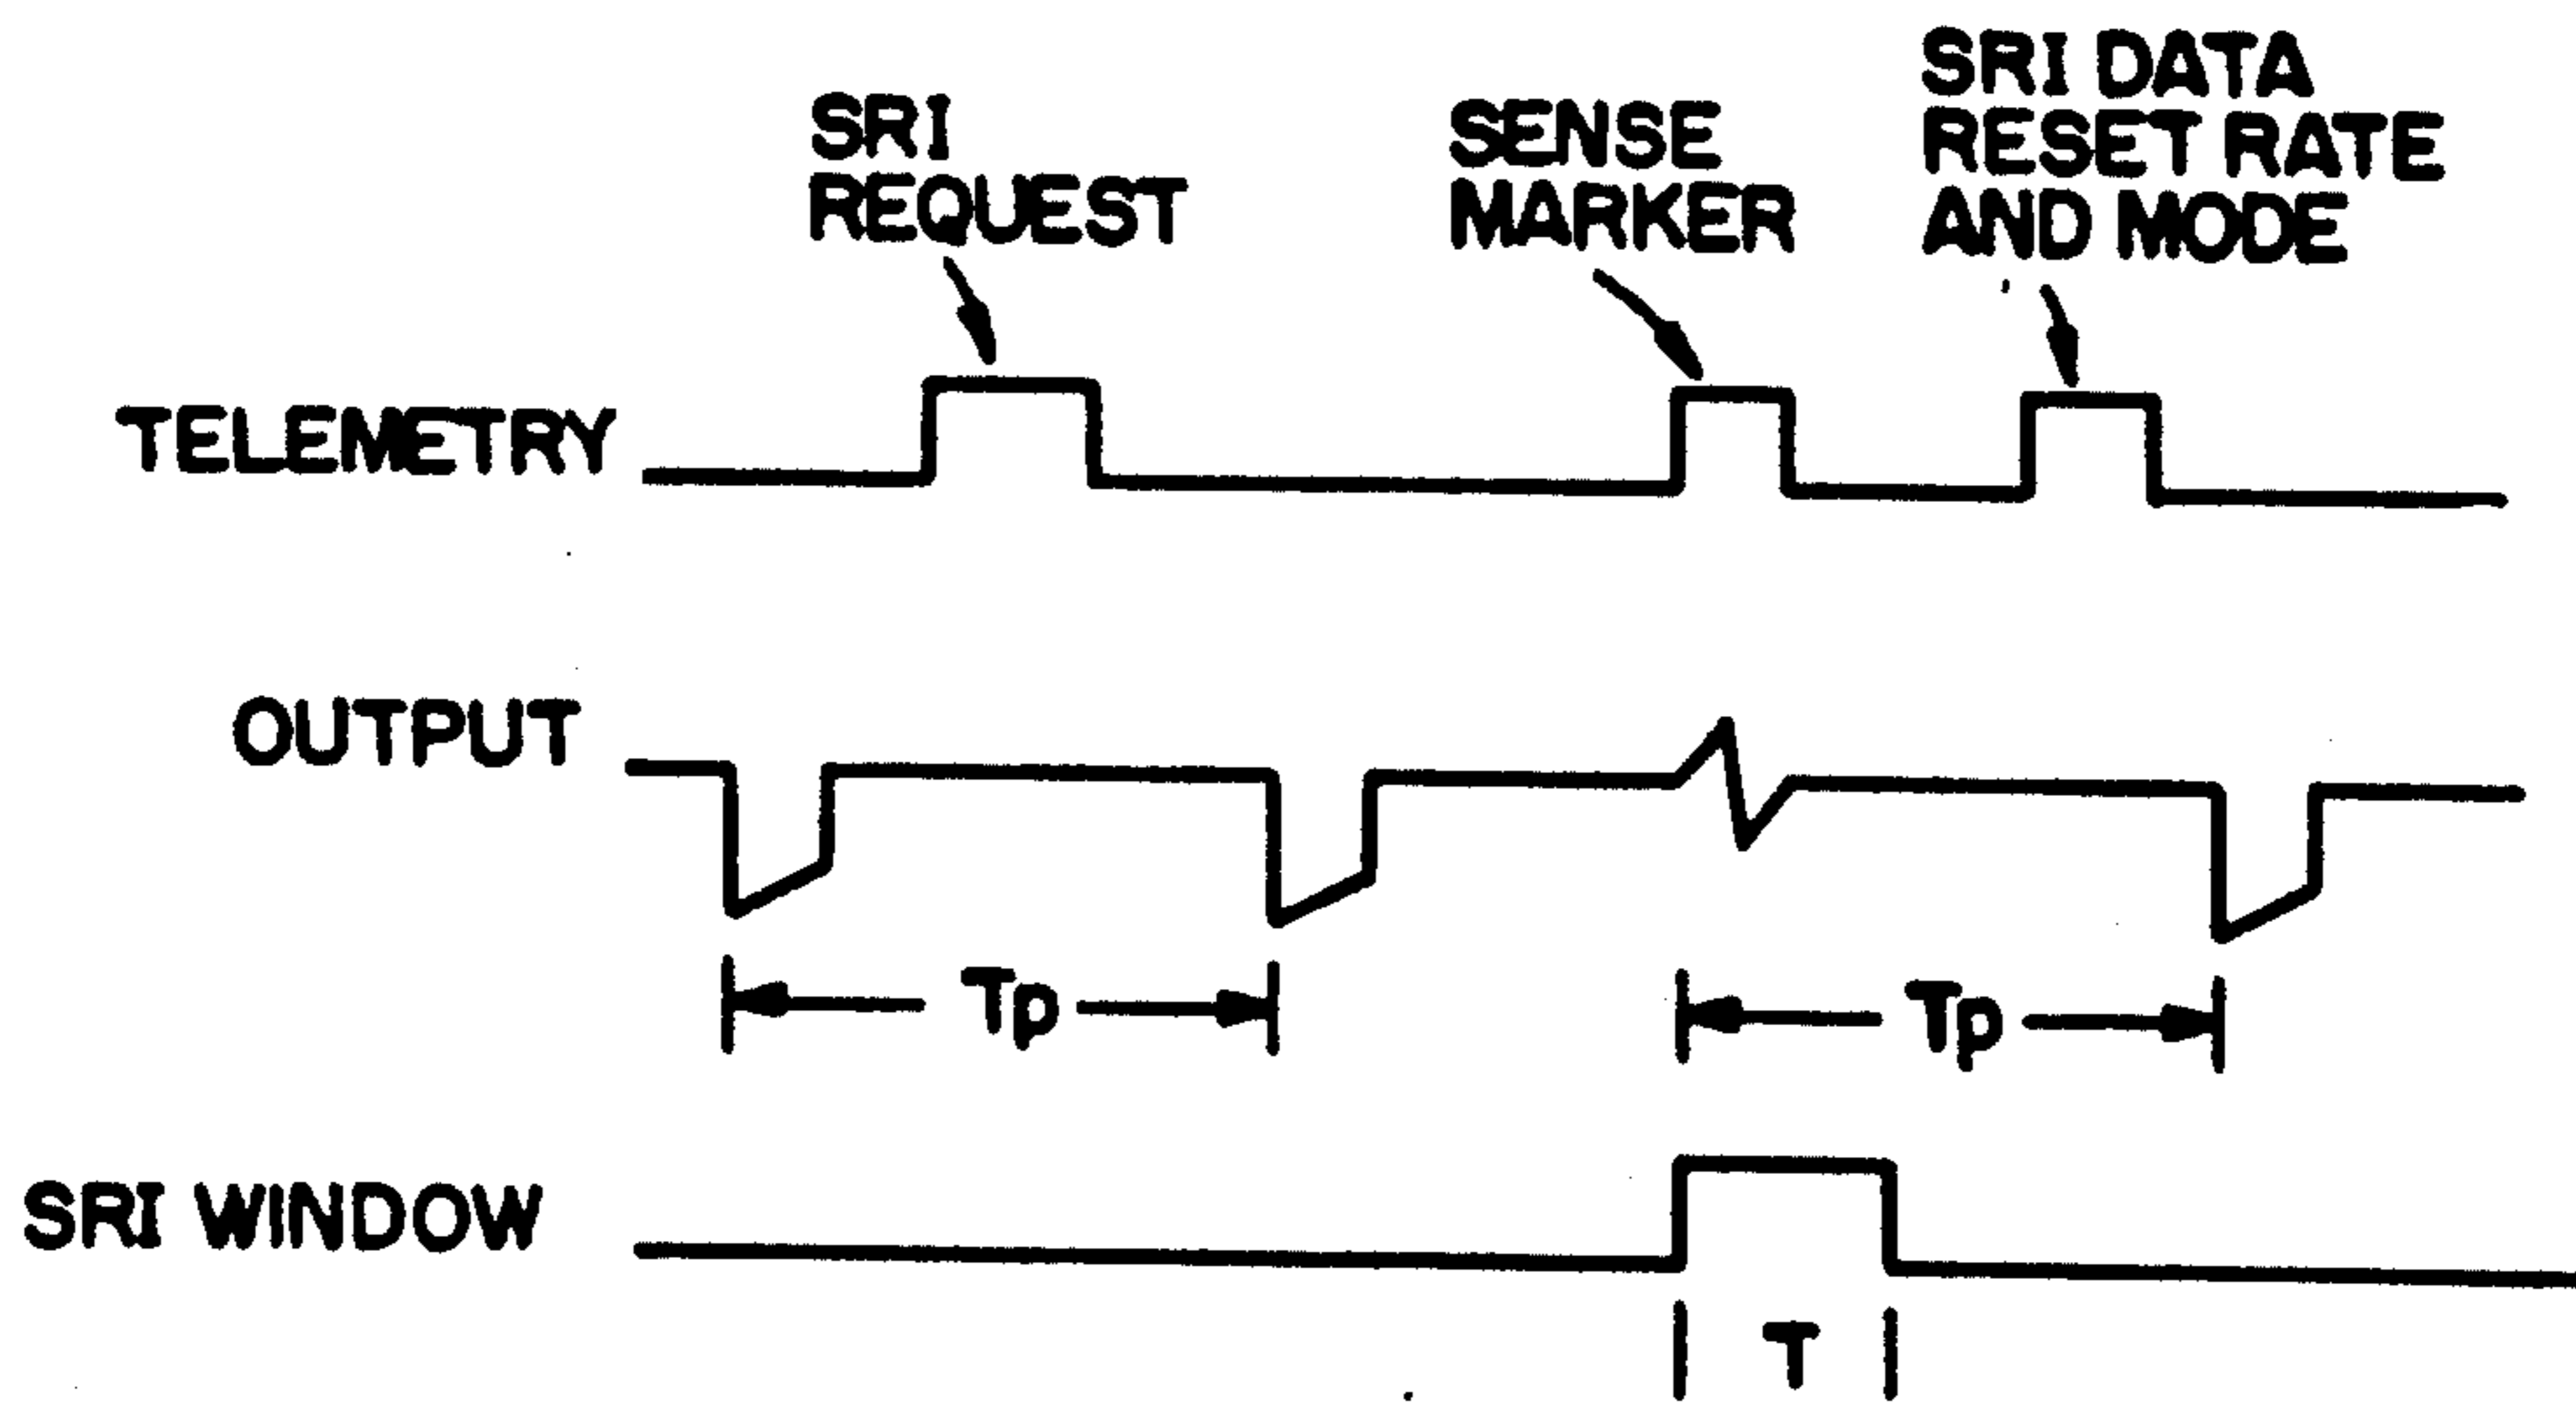 SRI
REQUEST
SENSE
MARKER
SRI DATA
RESET RATE
AND MODE
TELEMETRY
OUTPUT
Tp
Tp
SRI WINDOW
T